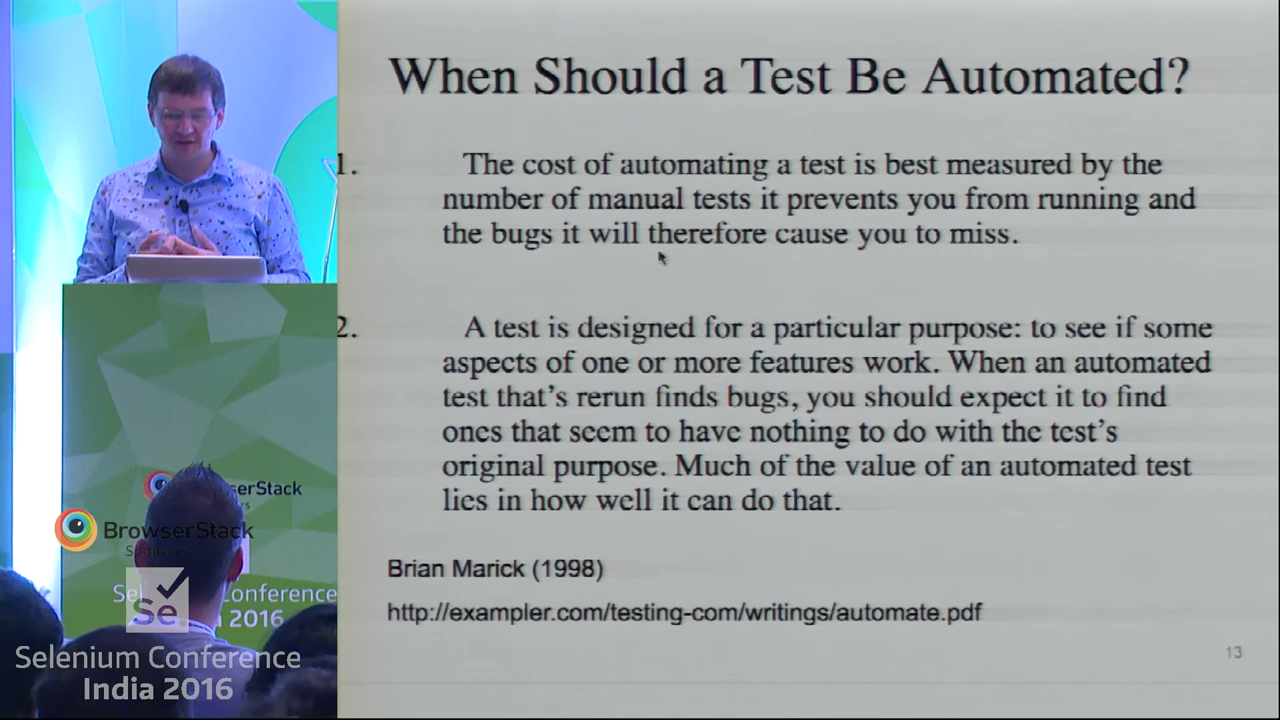 When Should a Test Be Automated?
1. The cost of automating a test is best measured by the
number of manual tests it prevents you from running and
the bugs it will therefore cause you to miss.
2. A test is designed for a particular purpose: to see if some
aspects of one or more features work. When an automated
test that's rerun finds bugs, you should expect it to find
ones that seem to have nothing to do with the test's
original purpose. Much of the value of an automated test
lies in how well it can do that.
Brian Marick (1998)
http://exampler.com/testing-com/writings/automate.pdf
13
serStack
BrowserStack
Se
onference
2016
Se
Selenium Conference
India 2016